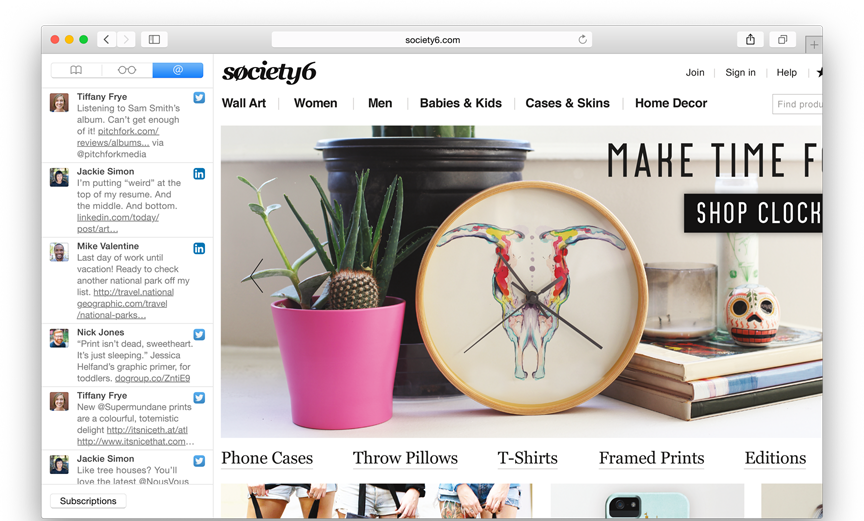 society6.com
@
Tiffany Frye
Listening to Sam Smith's
album. Can't get enough
of it! pitchfork.com/
reviews/albums… via
@pitchforkmedia
Jackie Simon
I'm putting “weird” at the
top of my resume. And
the middle. And bottom.
linkedin.com/today/
post/art…
Mike Valentine
Last day of work until
vacation! Ready to check
another national park off my
list. http://travel.national
geographic.com/travel
/national-parks…
Nick Jones
“Print isn't dead, sweetheart.
It's just sleeping.” Jessica
Helfand's graphic primer, for
toddlers. dogroup.co/ZntiE9
Tiffany Frye
New @Supermundane prints
are a colourful, totemistic
delight http://itsniceth.at/atl
http://www.itsnicethat.com…
Jackie Simon
Like tree houses? You'll
love the latest @NousVous
Subscriptions
society6
Join Sign in Help
Wall Art Women Men Babies & Kids Cases & Skins Home Decor
Find produ
MAKE TIME FO
SHOP CLOCK
Phone Cases Throw Pillows T-Shirts Framed Prints Editions